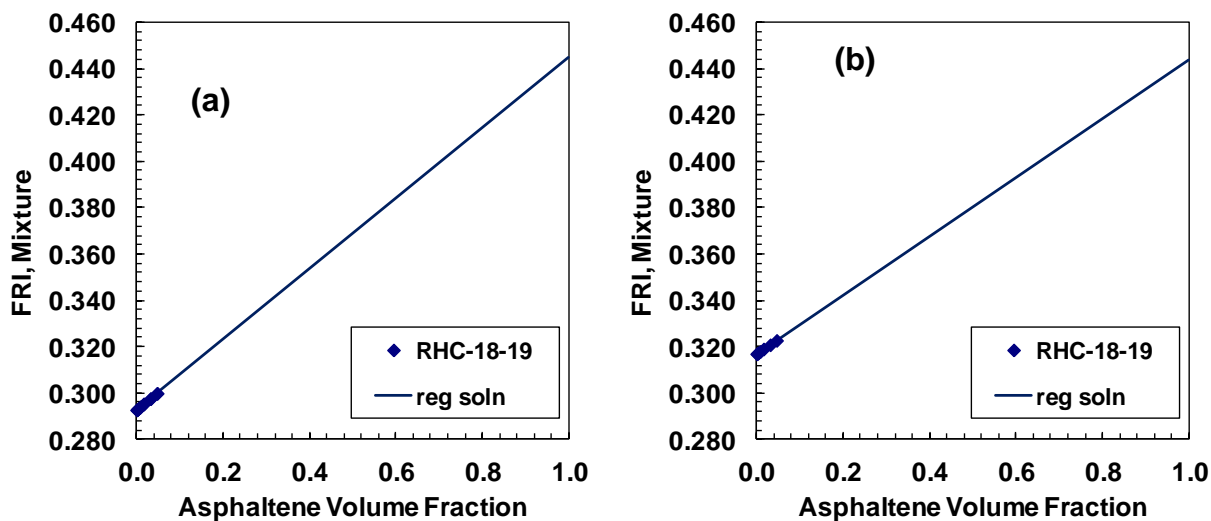 0.460
0.440
0.420
0.400
0.380
0.360
0.340
0.320
0.300
0.280
FRI, Mixture
(a)
RHC-18-19
reg soln
0.0 0.2 0.4 0.6 0.8 1.0
Asphaltene Volume Fraction
0.460
0.440
0.420
0.400
0.380
0.360
0.340
0.320
0.300
0.280
FRI, Mixture
(b)
RHC-18-19
reg soln
0.0 0.2 0.4 0.6 0.8 1.0
Asphaltene Volume Fraction